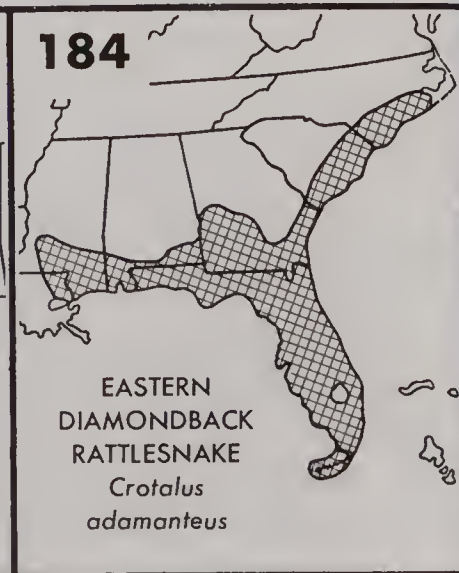 184
EASTERN
DIAMONDBACK
RATTLESNAKE
Crotalus
adamanteus